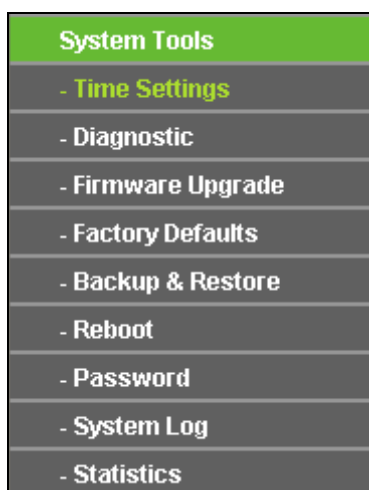 System Tools
- Time Settings
- Diagnostic
- Firmware Upgrade
- Factory Defaults
- Backup & Restore
- Reboot
- Password
- System Log
- Statistics